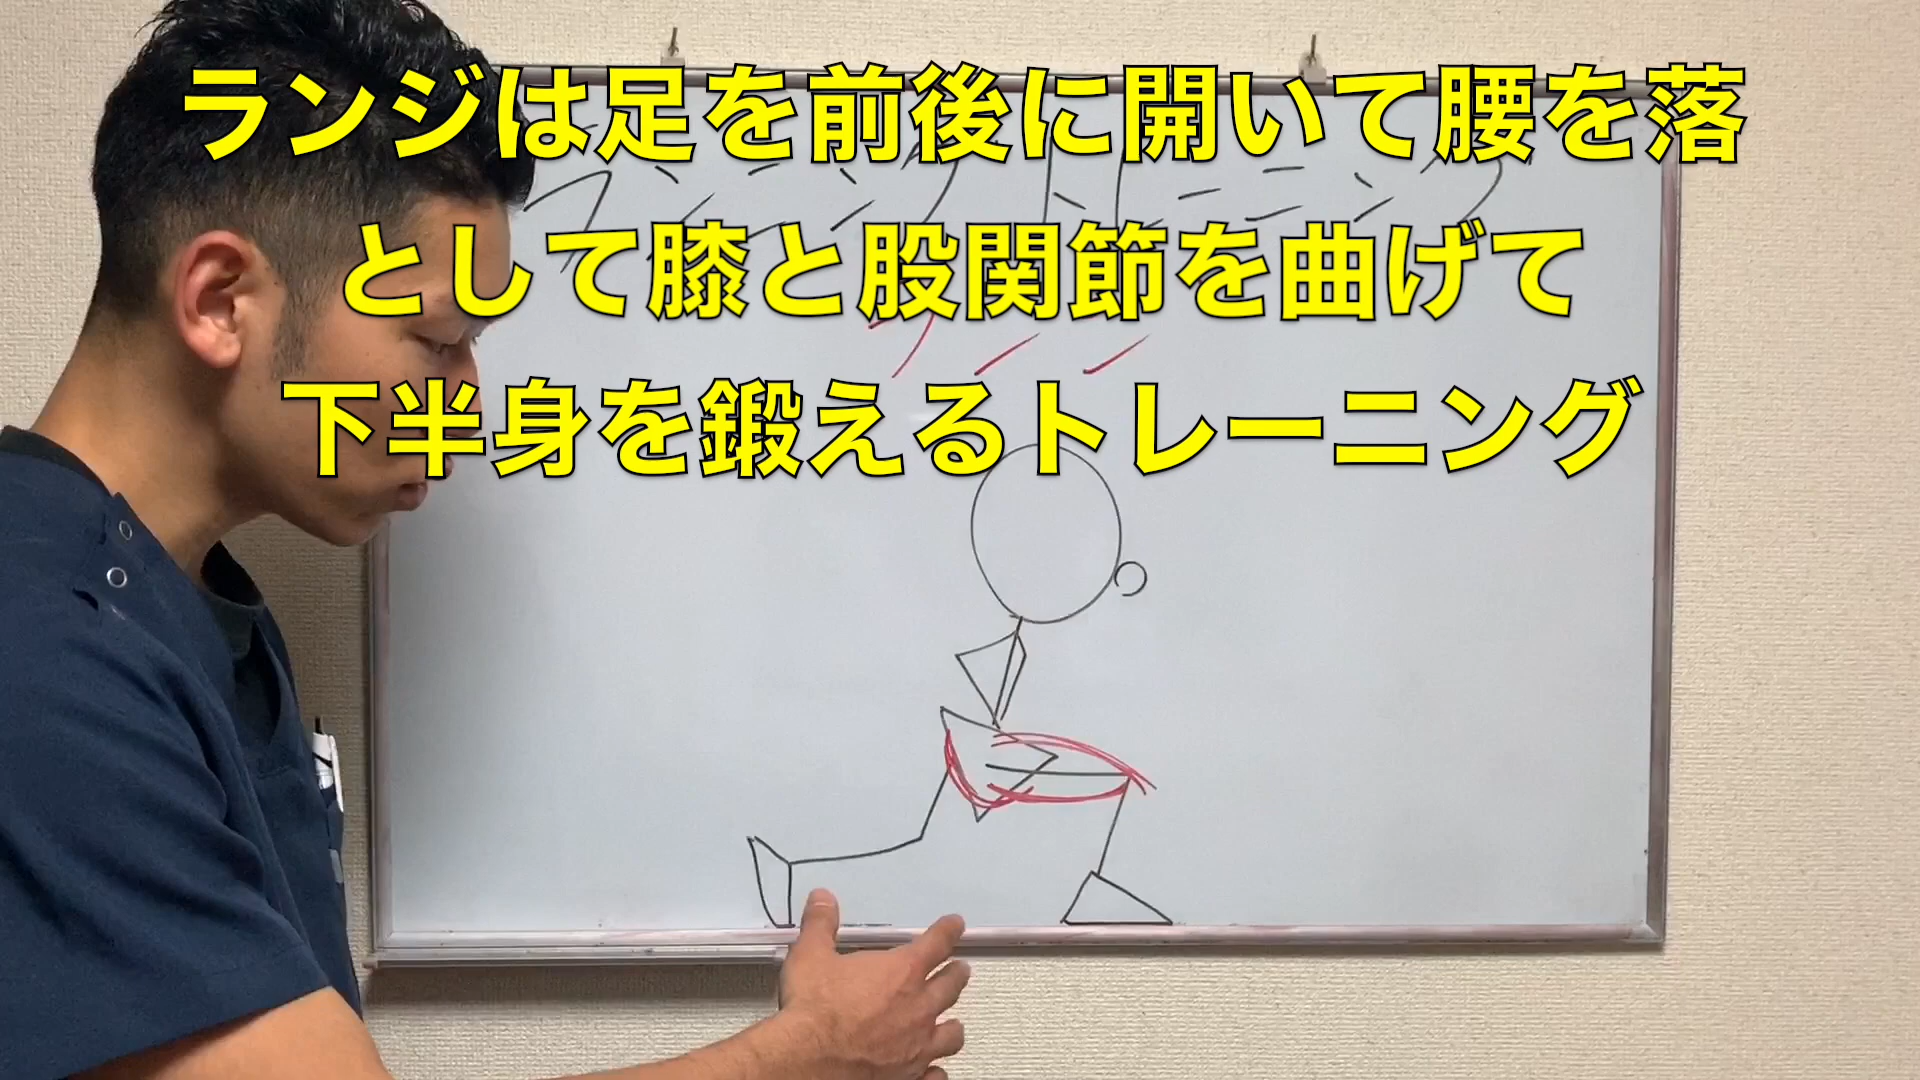 ランジは足を前後に開いて腰を落
として膝と股関節を曲げて
下半身を鍛えるトレーニング